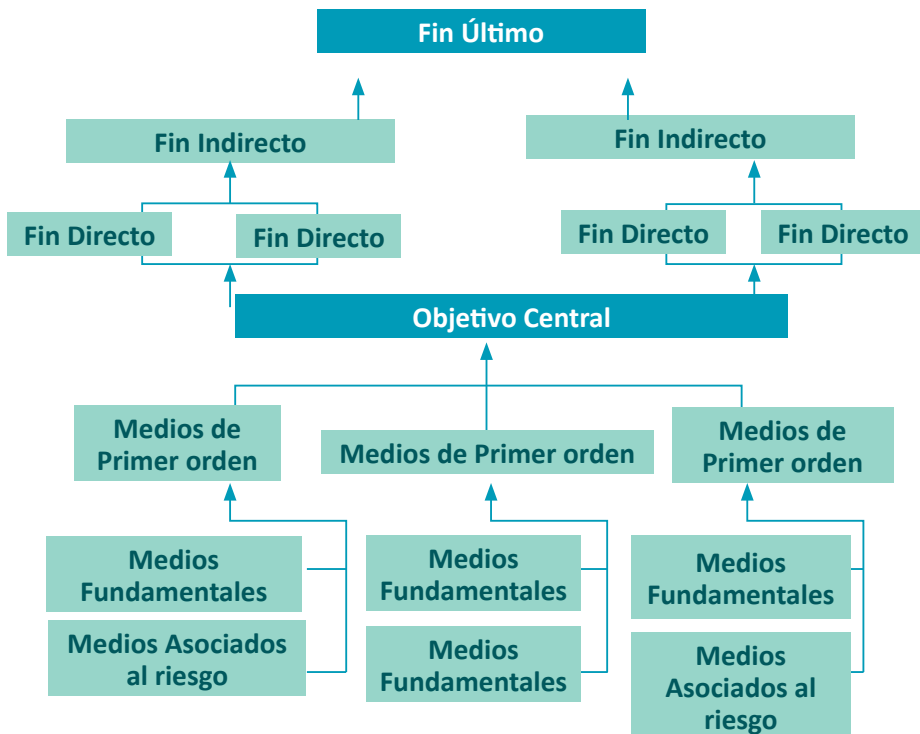 Fin Último
Fin Indirecto
Fin Indirecto
Fin Directo
Fin Directo
Fin Directo
Fin Directo
Objetivo Central
Medios de
Primer orden
Medios de Primer orden
Medios de
Primer orden
Medios
Fundamentales
Medios Asociados
al riesgo
Medios
Fundamentales
Medios
Fundamentales
Medios
Fundamentales
Medios
Asociados al
riesgo